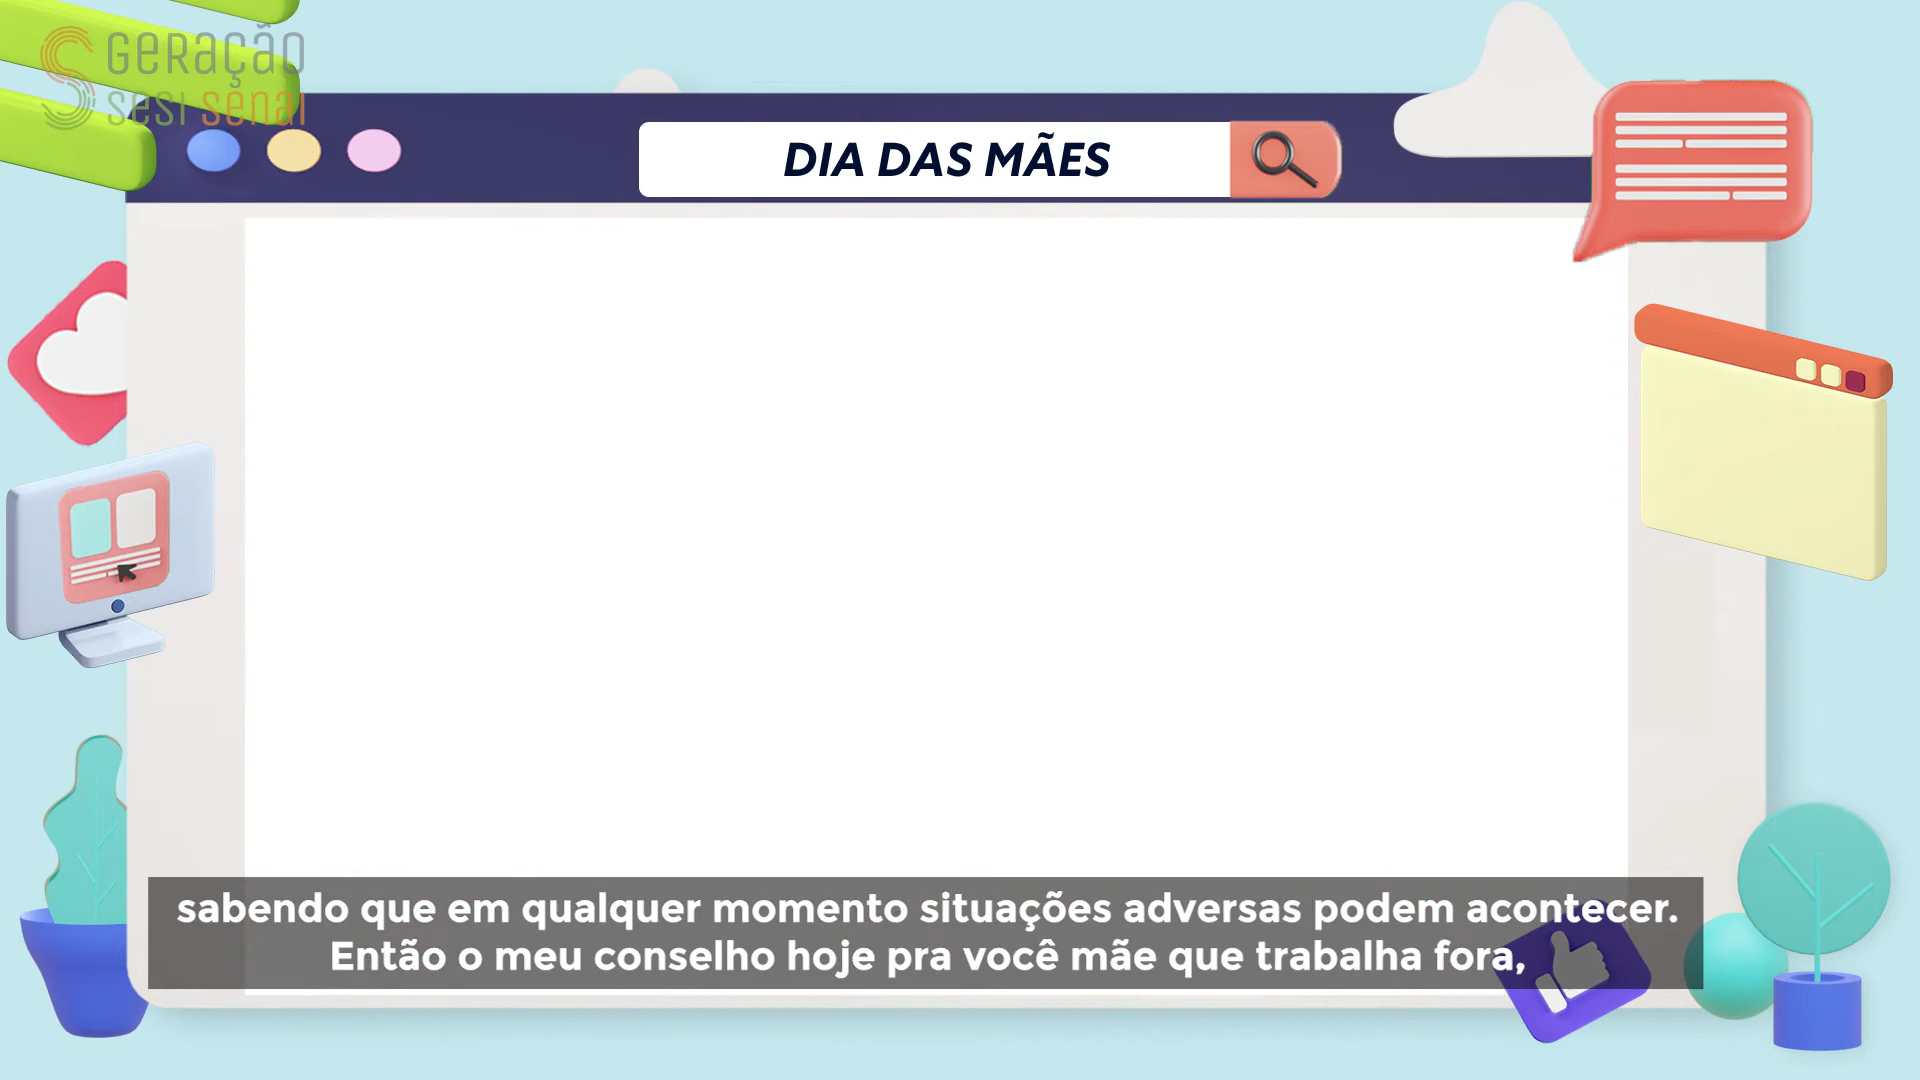 GERAÇÃO
SESI SENAI
DIA DAS MÃES
sabendo que em qualquer momento situações adversas podem acontecer.
Então o meu conselho hoje pra você mãe que trabalha fora,